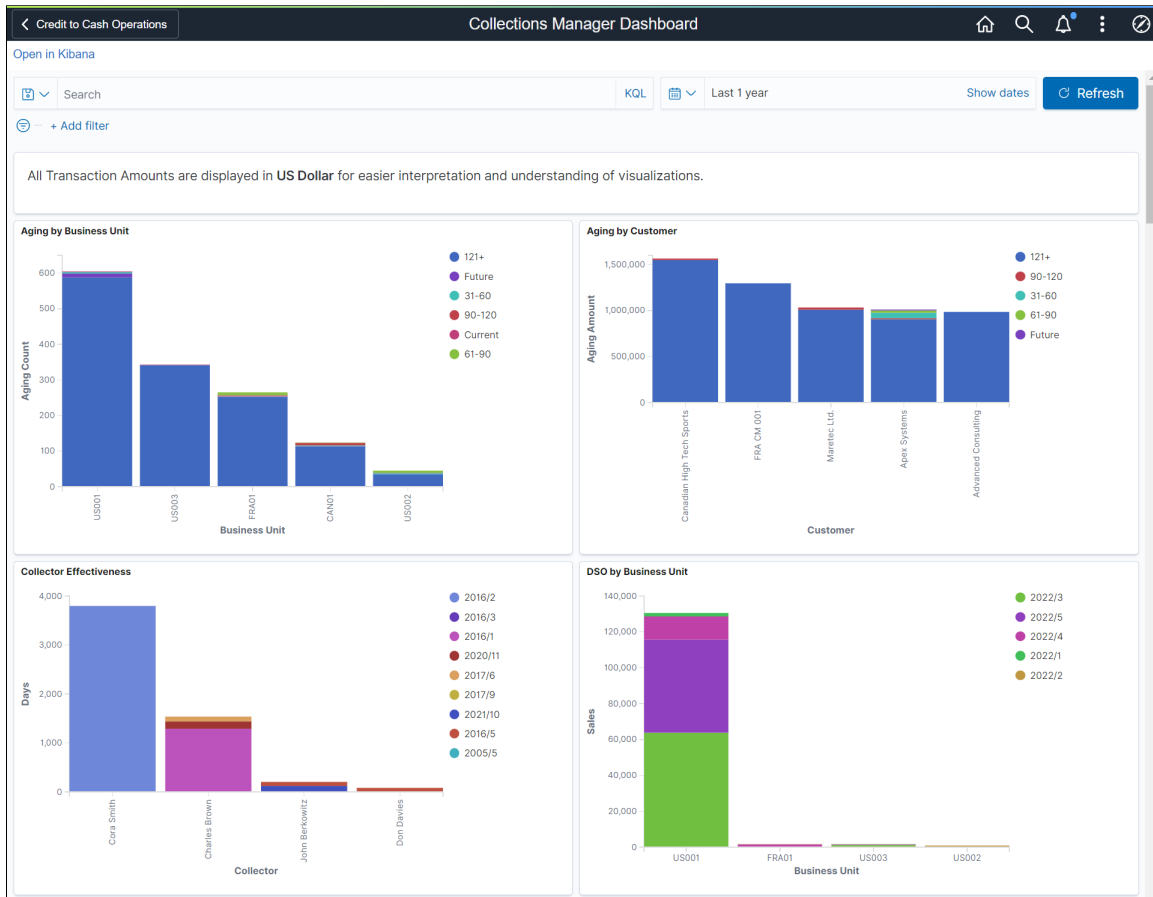 Credit to Cash Operations
Collections Manager Dashboard
Open in Kibana
Search
KQL
Last 1 year
Show dates
Refresh
+ Add filter
All Transaction Amounts are displayed in US Dollar for easier interpretation and understanding of visualizations.
Aging by Business Unit
Aging Count
600
500
400
300
200
100
0
US001
US003
FRA01
CAN01
US002
Business Unit
121+
Future
31-60
90-120
Current
61-90
Aging by Customer
Aging Amount
1,500,000
1,000,000
500,000
0
Canadian High Tech Sports
FRA CM 001
Maretec Ltd.
Apex Systems
Advanced Consulting
Customer
121+
90-120
31-60
61-90
Future
Collector Effectiveness
Days
4,000
3,000
2,000
1,000
0
Cora Smith
Charles Brown
John Berkowitz
Don Davies
Collector
2016/2
2016/3
2016/1
2020/11
2017/6
2017/9
2021/10
2016/5
2005/5
DSO by Business Unit
Sales
140,000
120,000
100,000
80,000
60,000
40,000
20,000
0
US001
FRA01
US003
US002
Business Unit
2022/3
2022/5
2022/4
2022/1
2022/2